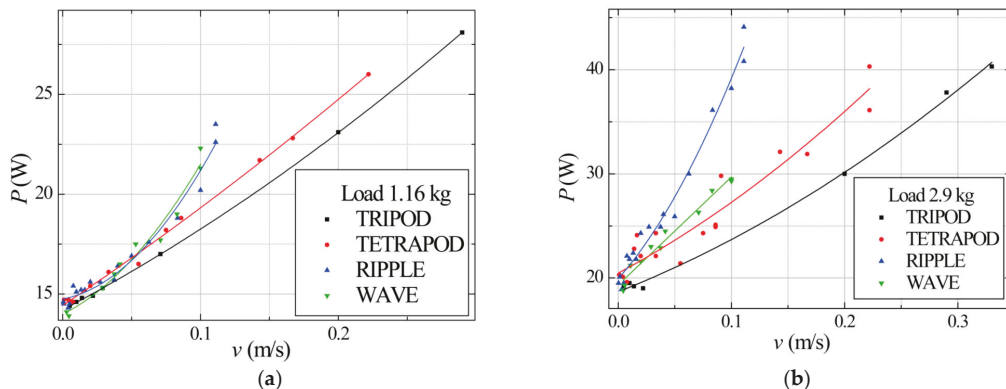 P (W)
25
20
15
0.0 0.1 0.2
v (m/s)
Load 1.16 kg
TRIPOD
TETRAPOD
RIPPLE
WAVE
(a)
P (W)
40
30
20
0.0 0.1 0.2 0.3
v (m/s)
Load 2.9 kg
TRIPOD
TETRAPOD
RIPPLE
WAVE
(b)